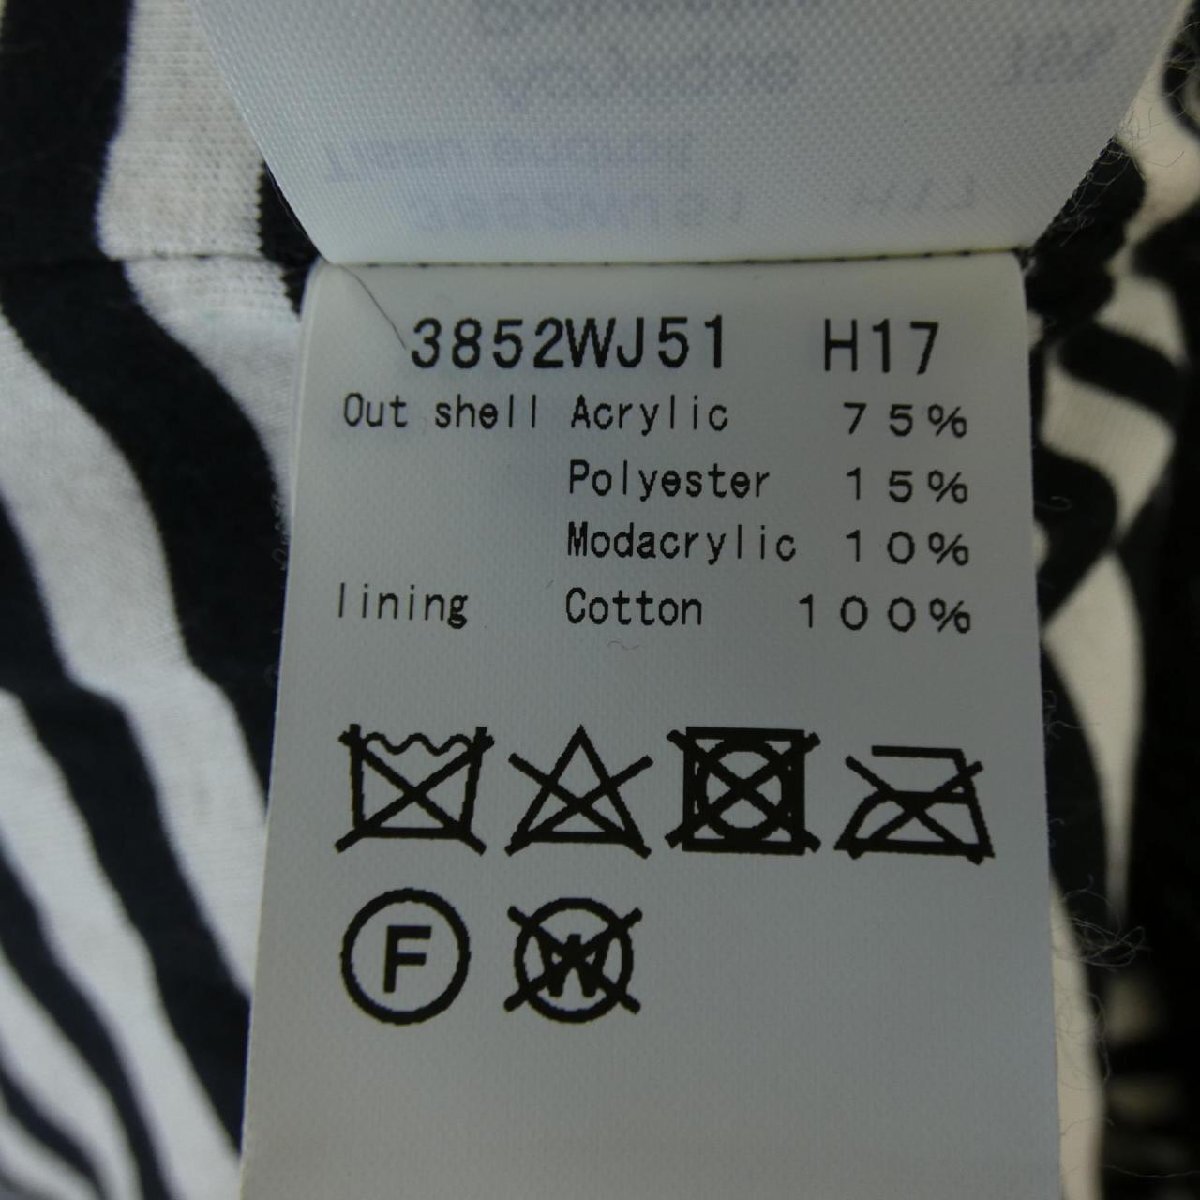 3852WJ51 H17
Out shell Acrylic 75%
Polyester 15%
Modacrylic 10%
lining Cotton 100%
F W